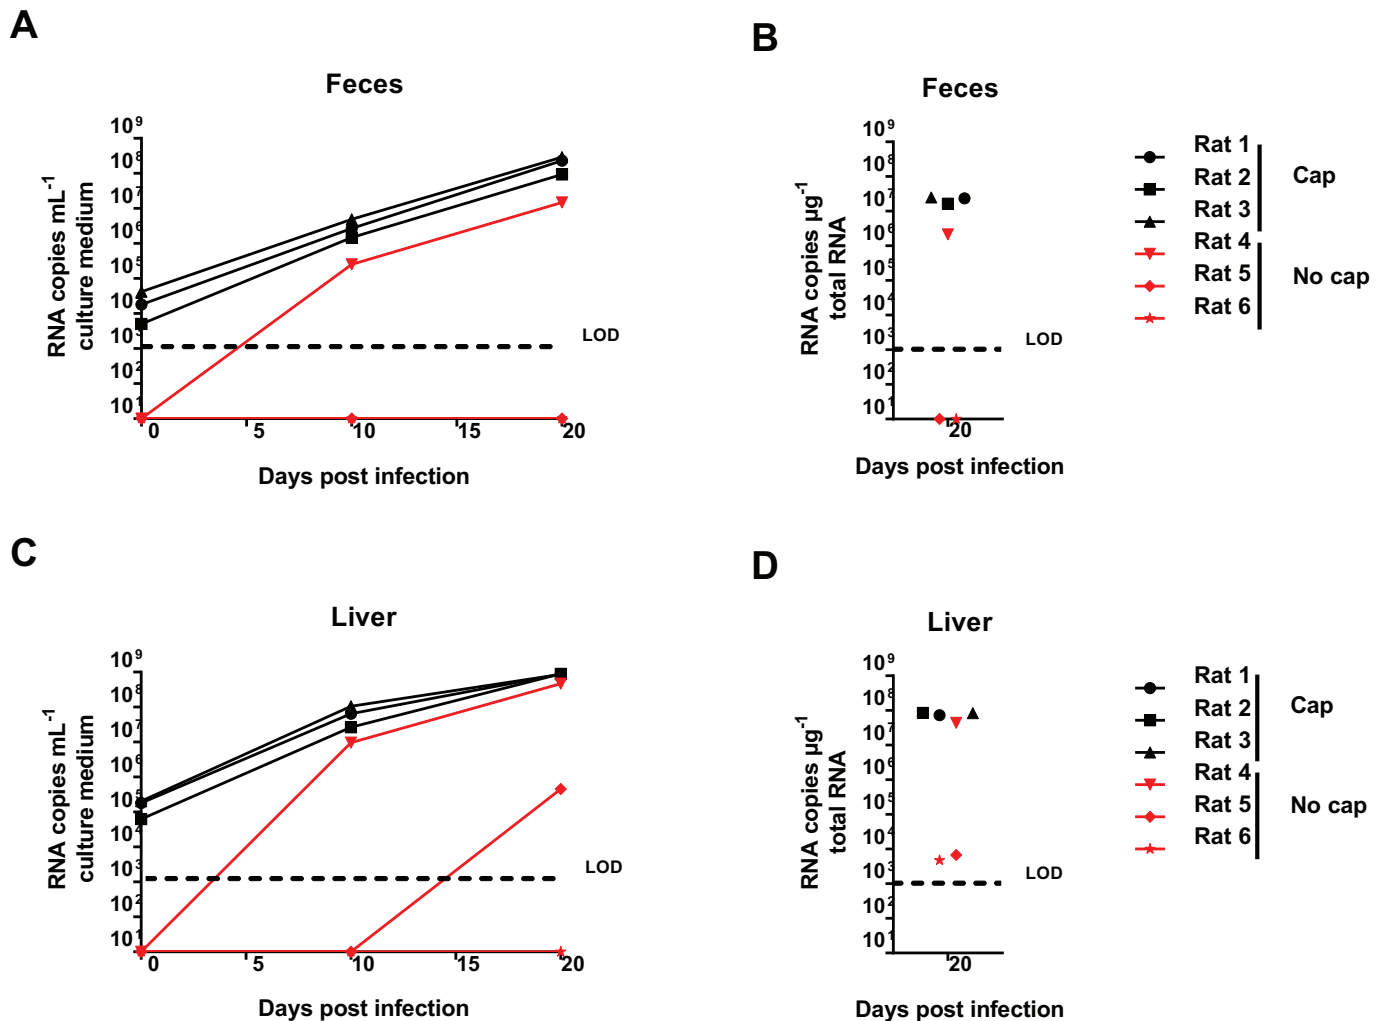 A
Feces
RNA copies mL⁻¹
culture medium
10⁹
10⁸
10⁷
10⁶
10⁵
10⁴
10³
10²
10¹
LOD
0 5 10 15 20
Days post infection
B
Feces
RNA copies µg⁻¹
total RNA
10⁹
10⁸
10⁷
10⁶
10⁵
10⁴
10³
10²
10¹
LOD
20
Days post infection
Rat 1
Rat 2
Rat 3
Rat 4
Rat 5
Rat 6
Cap
No cap
C
Liver
RNA copies mL⁻¹
culture medium
10⁹
10⁸
10⁷
10⁶
10⁵
10⁴
10³
10²
10¹
LOD
0 5 10 15 20
Days post infection
D
Liver
RNA copies µg⁻¹
total RNA
10⁹
10⁸
10⁷
10⁶
10⁵
10⁴
10³
10²
10¹
LOD
20
Days post infection
Rat 1
Rat 2
Rat 3
Rat 4
Rat 5
Rat 6
Cap
No cap